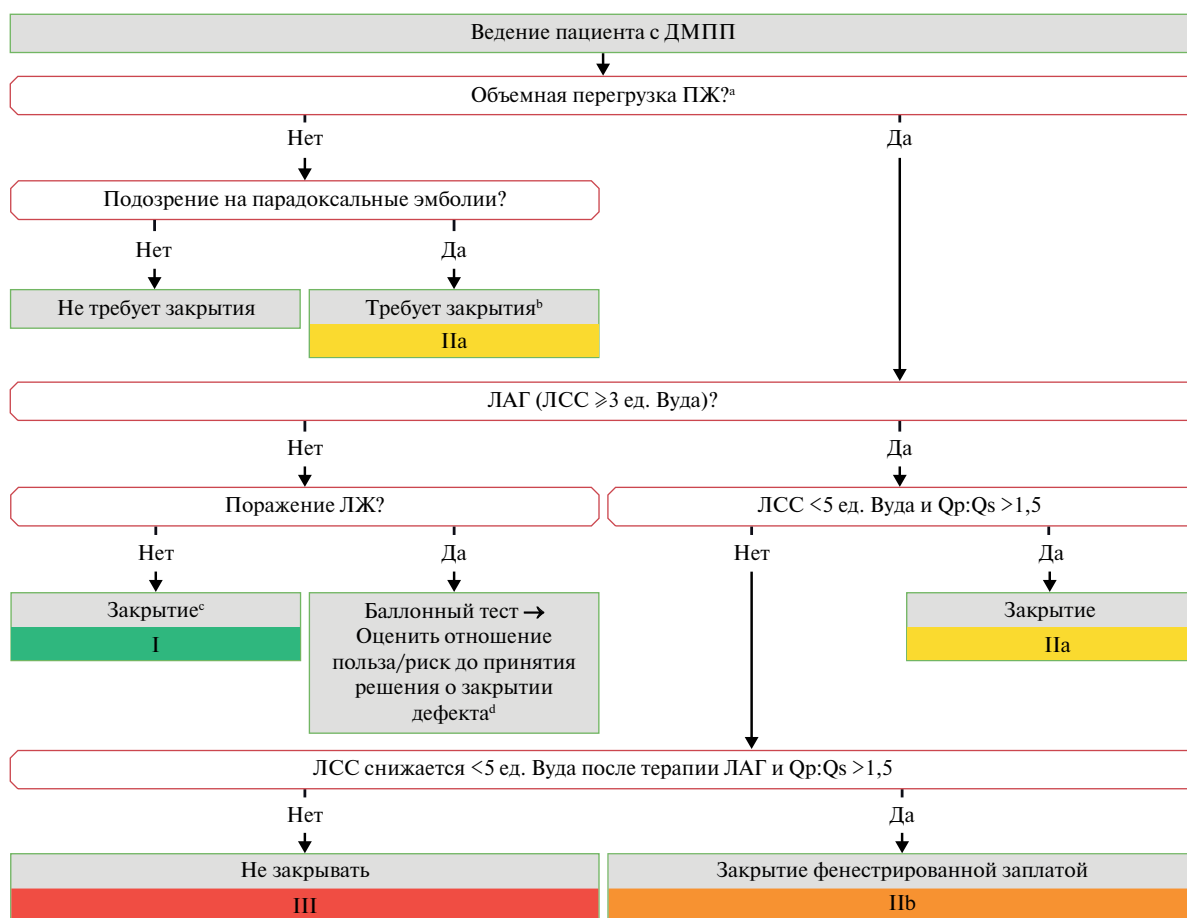 Ведение пациента с ДМПП
Объемная перегрузка ПЖ?ᵃ
Нет
Да
Подозрение на парадоксальные эмболии?
Нет
Да
Не требует закрытия
Требует закрытияᵇ
IIa
ЛАГ (ЛСС ⩾3 ед. Вуда)?
Нет
Да
Поражение ЛЖ?
ЛСС <5 ед. Вуда и Qp:Qs >1,5
Нет
Да
Нет
Да
Закрытиеᶜ
I
Баллонный тест →
Оценить отношение
польза/риск до принятия
решения о закрытии
дефектаᵈ
Закрытие
IIa
ЛСС снижается <5 ед. Вуда после терапии ЛАГ и Qp:Qs >1,5
Нет
Да
Не закрывать
III
Закрытие фенестрированной заплатой
IIb